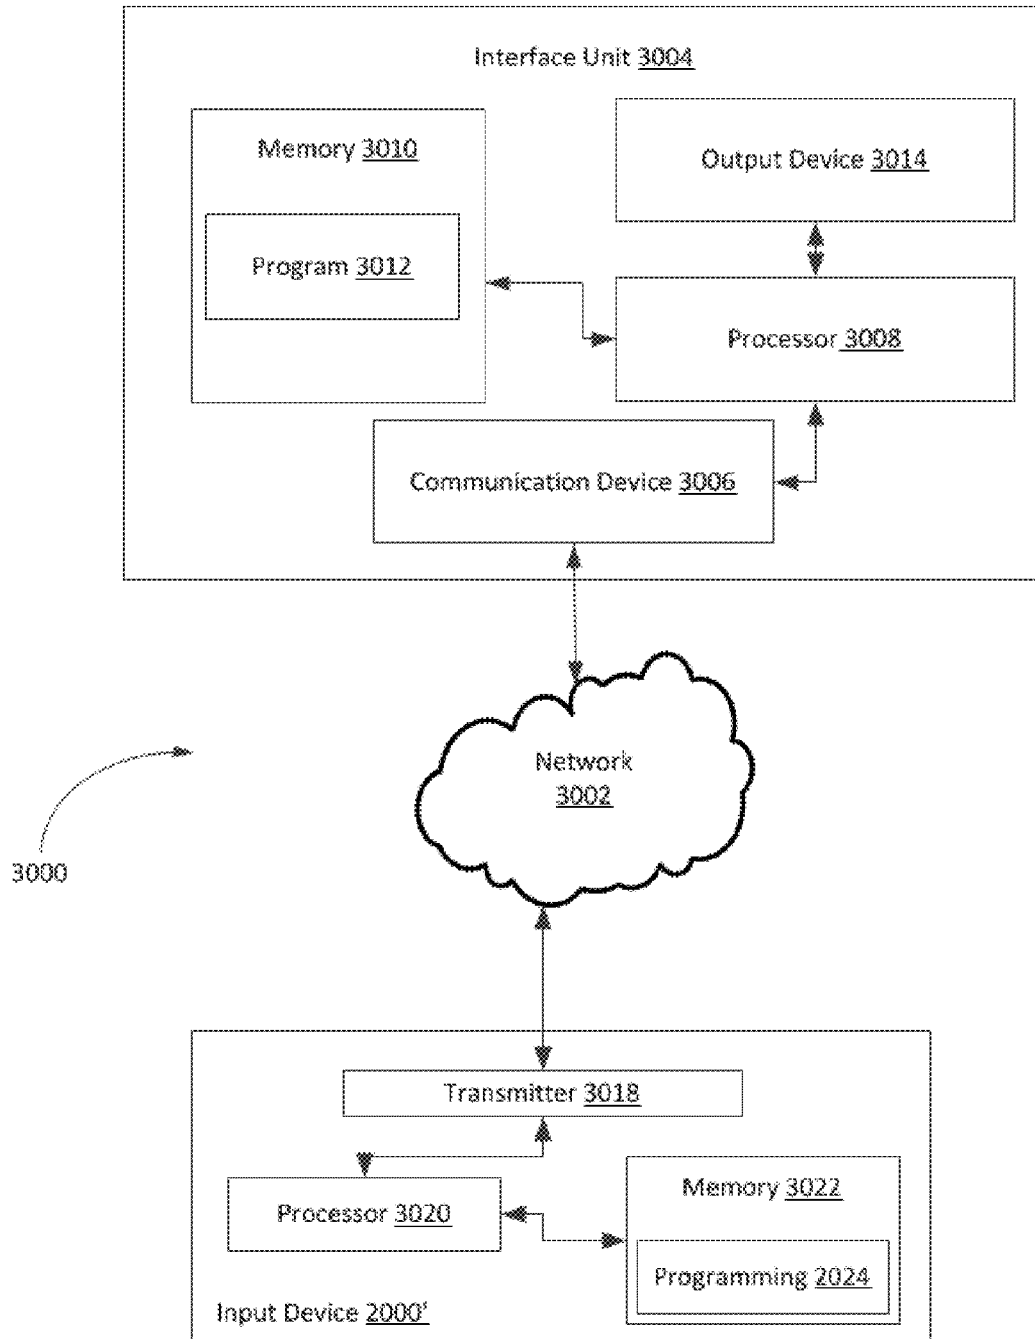 Interface Unit 3004
Memory 3010
Output Device 3014
Program 3012
Processor 3008
Communication Device 3006
Network
3002
3000
Transmitter 3018
Memory 3022
Processor 3020
Programming 2024
Input Device 2000'